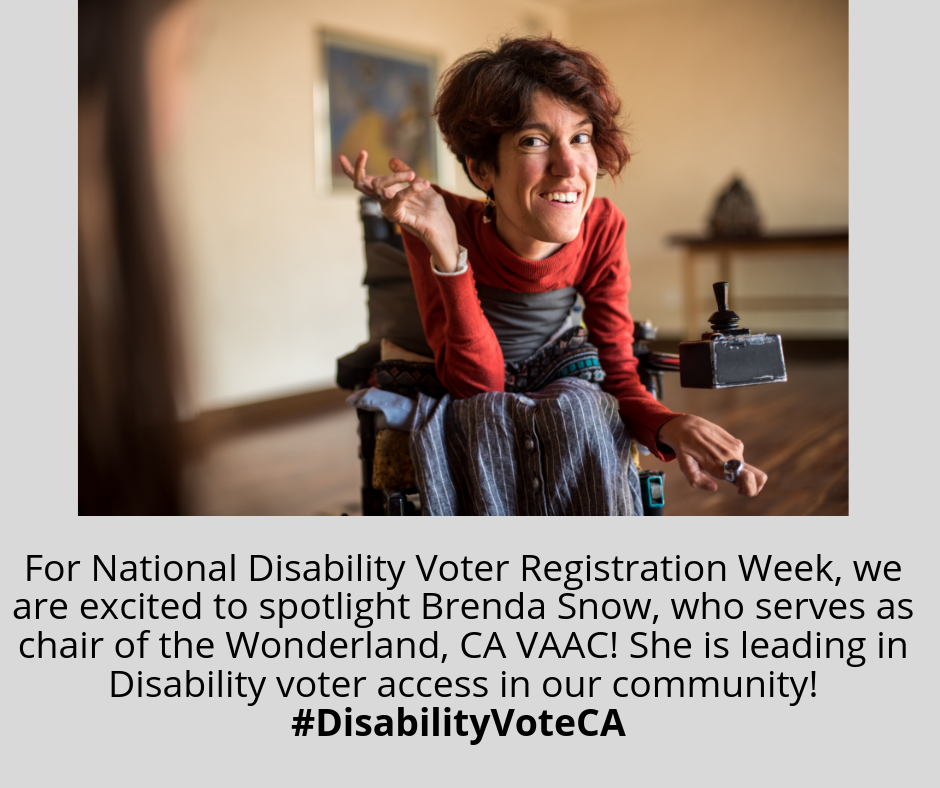 For National Disability Voter Registration Week, we
are excited to spotlight Brenda Snow, who serves as
chair of the Wonderland, CA VAAC! She is leading in
Disability voter access in our community!
#DisabilityVoteCA